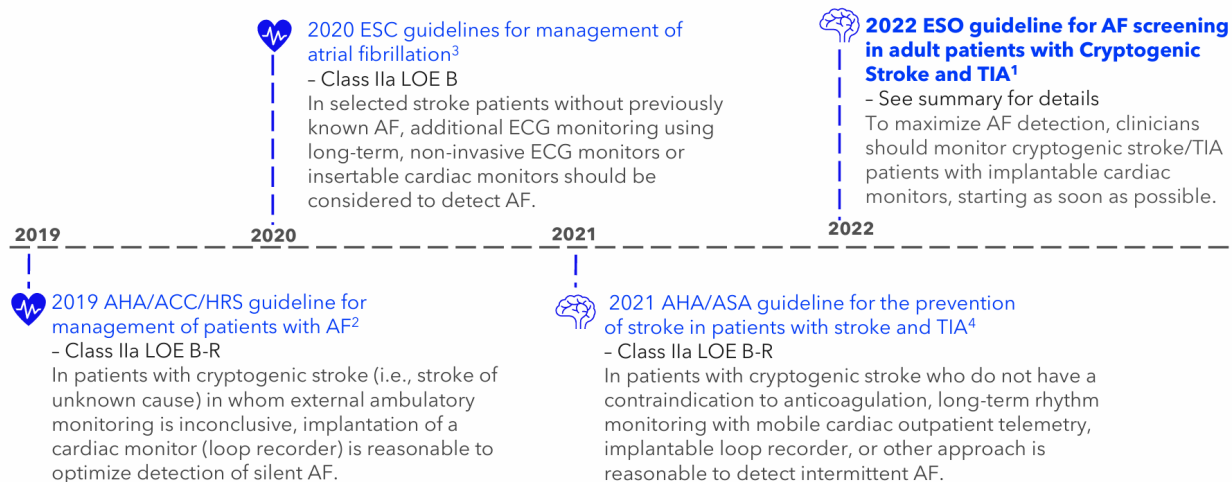 2020 ESC guidelines for management of
atrial fibrillation3
– Class IIa LOE B
In selected stroke patients without previously
known AF, additional ECG monitoring using
long-term, non-invasive ECG monitors or
insertable cardiac monitors should be
considered to detect AF.
2022 ESO guideline for AF screening
in adult patients with Cryptogenic
Stroke and TIA1
– See summary for details
To maximize AF detection, clinicians
should monitor cryptogenic stroke/TIA
patients with implantable cardiac
monitors, starting as soon as possible.
2019
2020
2021
2022
2019 AHA/ACC/HRS guideline for
management of patients with AF2
– Class IIa LOE B-R
In patients with cryptogenic stroke (i.e., stroke of
unknown cause) in whom external ambulatory
monitoring is inconclusive, implantation of a
cardiac monitor (loop recorder) is reasonable to
optimize detection of silent AF.
2021 AHA/ASA guideline for the prevention
of stroke in patients with stroke and TIA4
– Class IIa LOE B-R
In patients with cryptogenic stroke who do not have a
contraindication to anticoagulation, long-term rhythm
monitoring with mobile cardiac outpatient telemetry,
implantable loop recorder, or other approach is
reasonable to detect intermittent AF.